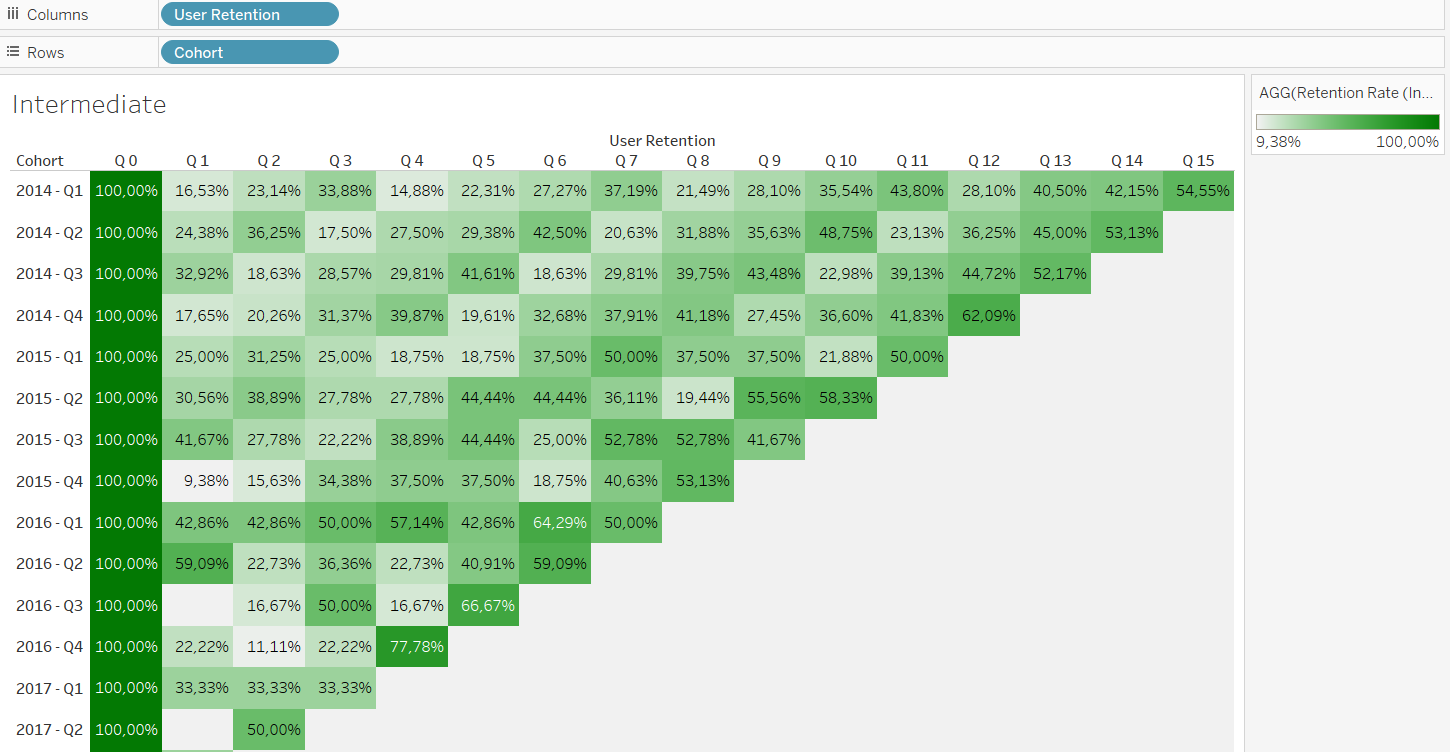 Columns User Retention
Rows Cohort
Intermediate
AGG(Retention Rate (In...
9,38% 100,00%
User Retention
Cohort Q 0 Q 1 Q 2 Q 3 Q 4 Q 5 Q 6 Q 7 Q 8 Q 9 Q 10 Q 11 Q 12 Q 13 Q 14 Q 15
2014 - Q1 100,00% 16,53% 23,14% 33,88% 14,88% 22,31% 27,27% 37,19% 21,49% 28,10% 35,54% 43,80% 28,10% 40,50% 42,15% 54,55%
2014 - Q2 100,00% 24,38% 36,25% 17,50% 27,50% 29,38% 42,50% 20,63% 31,88% 35,63% 48,75% 23,13% 36,25% 45,00% 53,13%
2014 - Q3 100,00% 32,92% 18,63% 28,57% 29,81% 41,61% 18,63% 29,81% 39,75% 43,48% 22,98% 39,13% 44,72% 52,17%
2014 - Q4 100,00% 17,65% 20,26% 31,37% 39,87% 19,61% 32,68% 37,91% 41,18% 27,45% 36,60% 41,83% 62,09%
2015 - Q1 100,00% 25,00% 31,25% 25,00% 18,75% 18,75% 37,50% 50,00% 37,50% 37,50% 21,88% 50,00%
2015 - Q2 100,00% 30,56% 38,89% 27,78% 27,78% 44,44% 44,44% 36,11% 19,44% 55,56% 58,33%
2015 - Q3 100,00% 41,67% 27,78% 22,22% 38,89% 44,44% 25,00% 52,78% 52,78% 41,67%
2015 - Q4 100,00% 9,38% 15,63% 34,38% 37,50% 37,50% 18,75% 40,63% 53,13%
2016 - Q1 100,00% 42,86% 42,86% 50,00% 57,14% 42,86% 64,29% 50,00%
2016 - Q2 100,00% 59,09% 22,73% 36,36% 22,73% 40,91% 59,09%
2016 - Q3 100,00% 16,67% 50,00% 16,67% 66,67%
2016 - Q4 100,00% 22,22% 11,11% 22,22% 77,78%
2017 - Q1 100,00% 33,33% 33,33% 33,33%
2017 - Q2 100,00% 50,00%